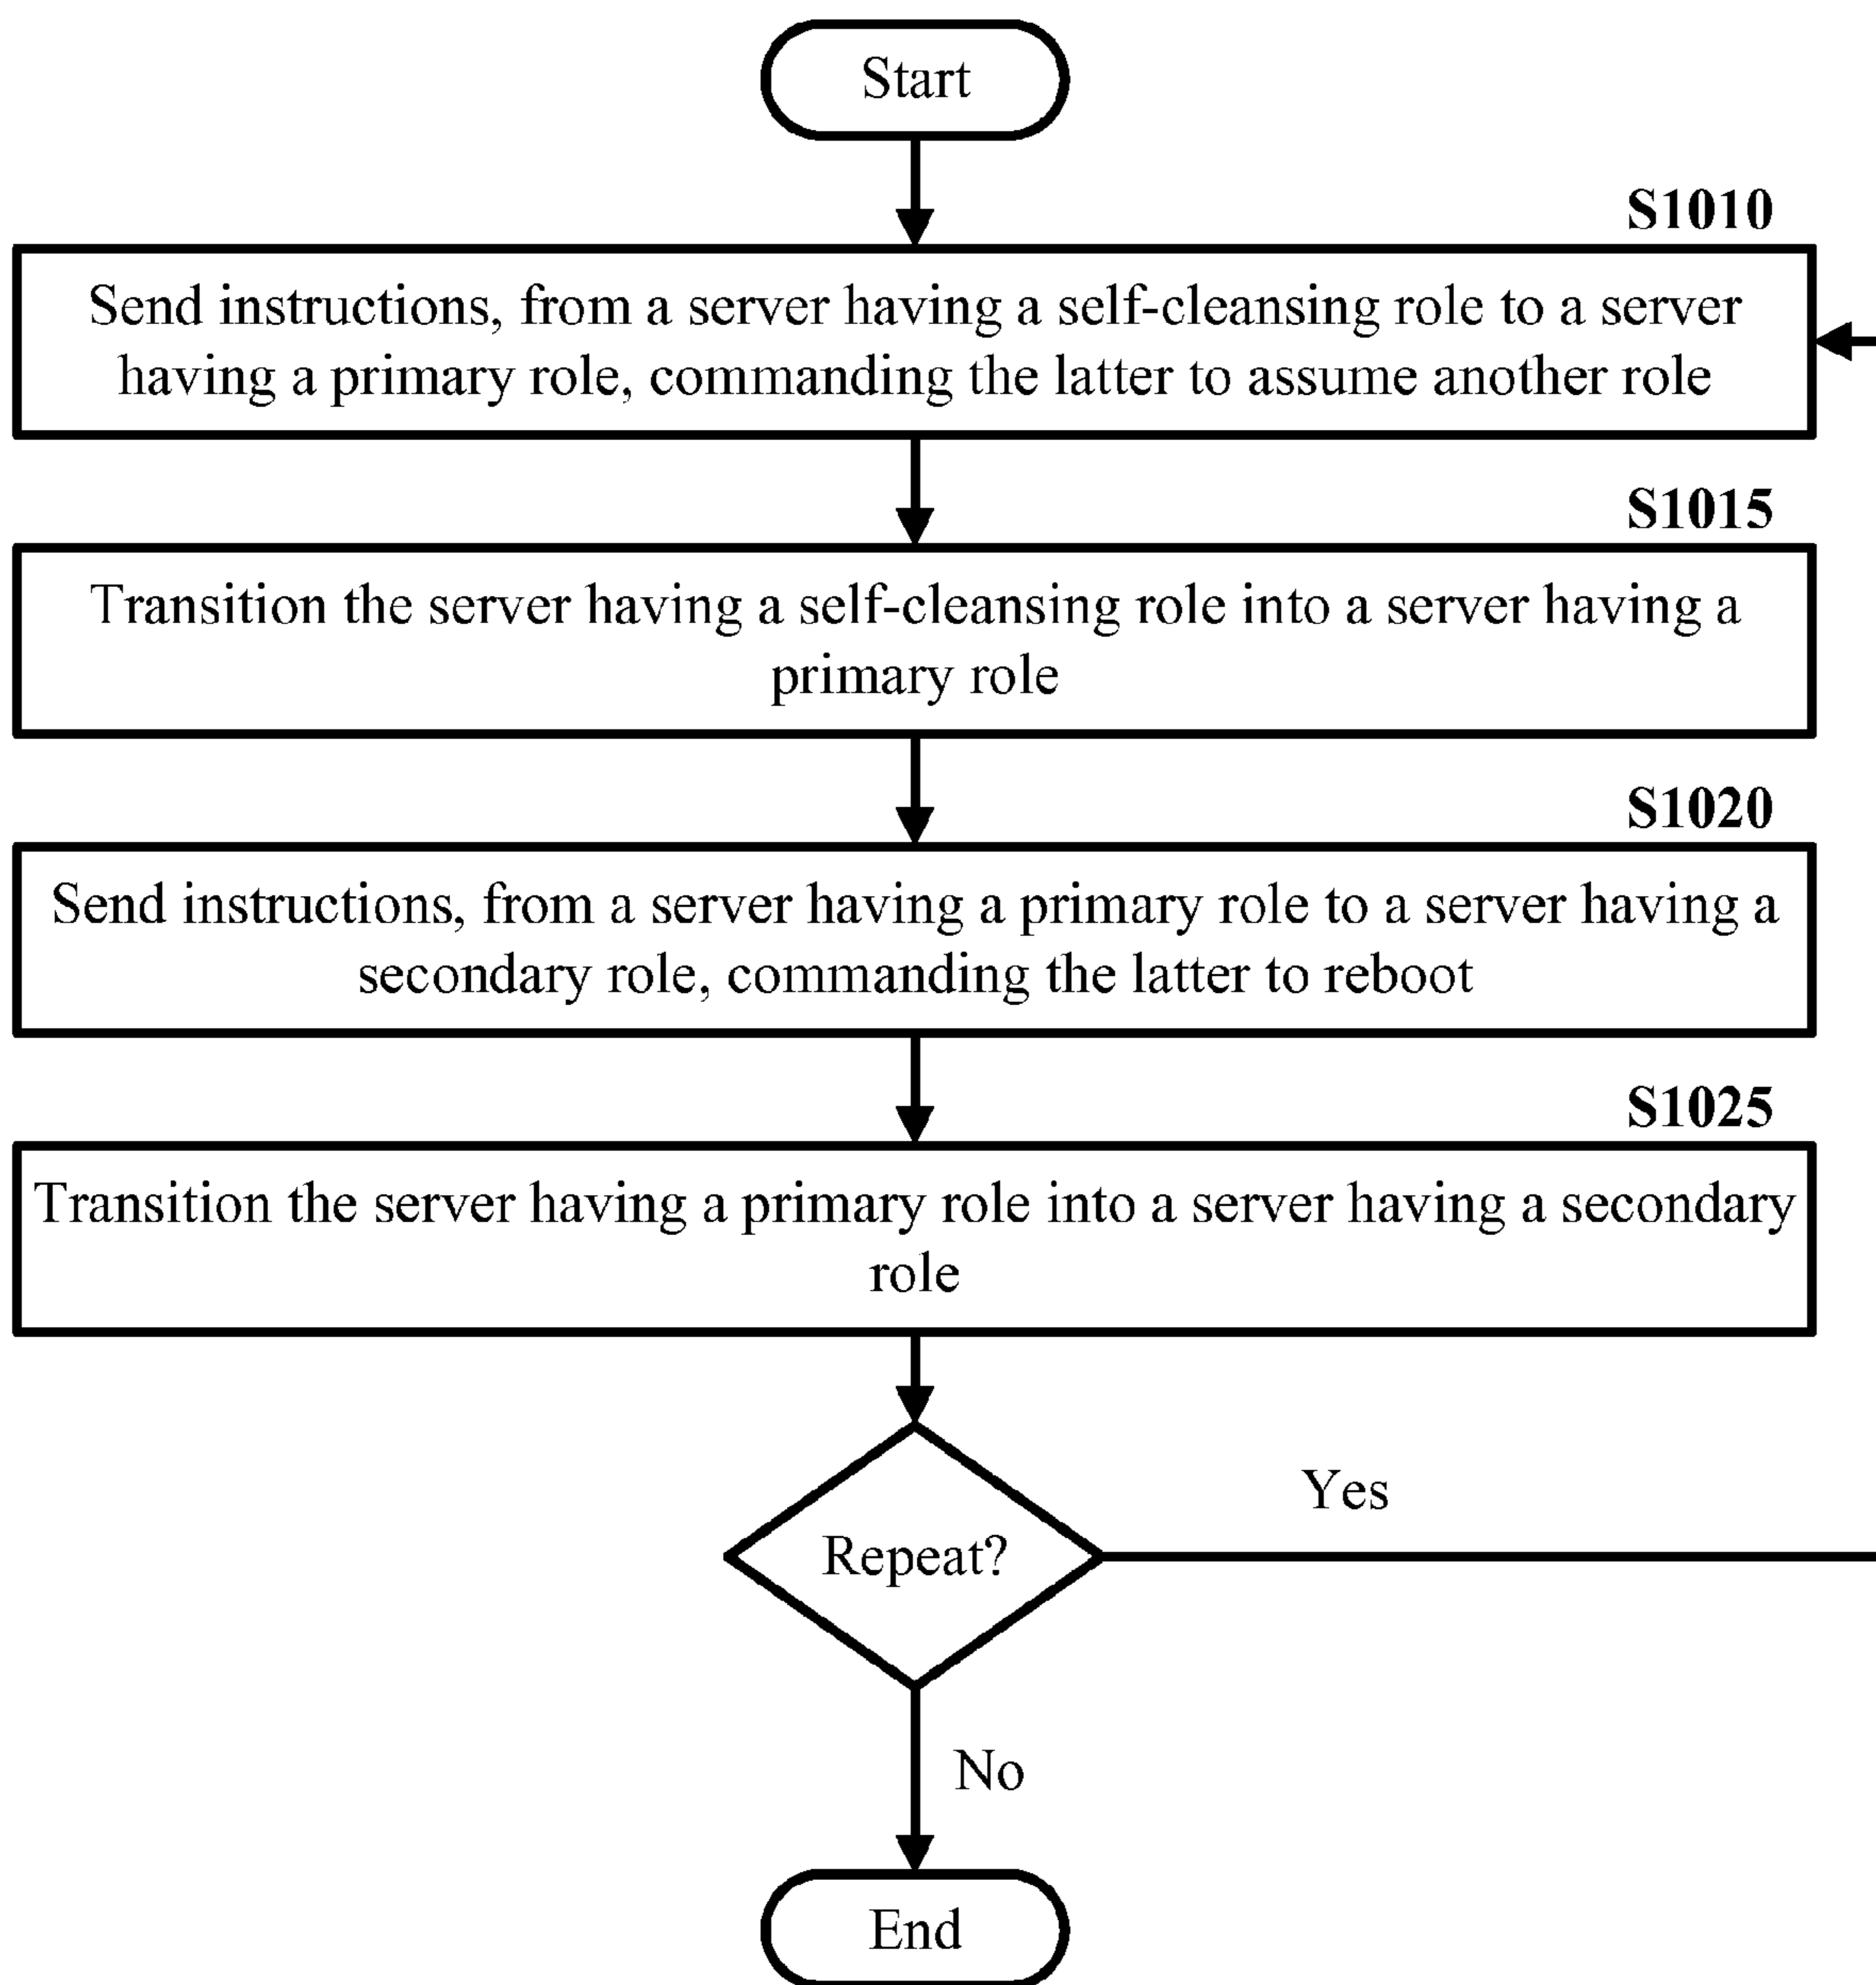 Start
S1010
Send instructions, from a server having a self-cleansing role to a server
having a primary role, commanding the latter to assume another role
S1015
Transition the server having a self-cleansing role into a server having a
primary role
S1020
Send instructions, from a server having a primary role to a server having a
secondary role, commanding the latter to reboot
S1025
Transition the server having a primary role into a server having a secondary
role
Yes
Repeat?
No
End